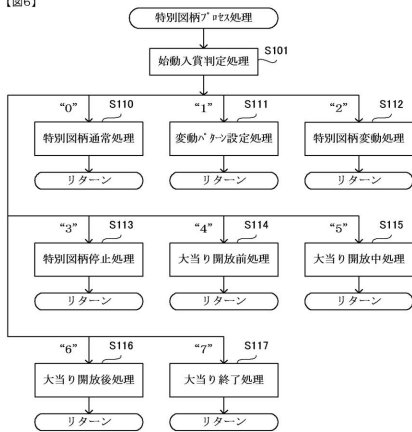 【図6】
特別図柄プロセス処理
S101
始動入賞判定処理
“0” S110 “1” S111 “2” S112
特別図柄通常処理 変動パターン設定処理 特別図柄変動処理
リターン リターン リターン
“3” S113 “4” S114 “5” S115
特別図柄停止処理 大当り開放前処理 大当り開放中処理
リターン リターン リターン
“6” S116 “7” S117
大当り開放後処理 大当り終了処理
リターン リターン